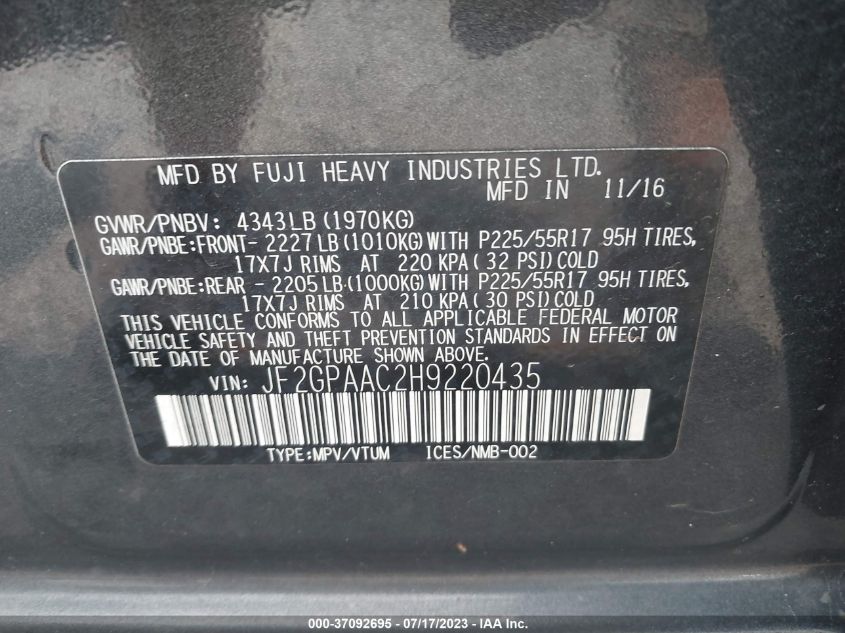 MFD BY FUJI HEAVY INDUSTRIES LTD.
MFD IN 11/16
GVWR/PNBV: 4343LB (1970KG)
GAWR/PNBE:FRONT- 2227LB (1010KG) WITH P225/55R17 95H TIRES,
17X7J RIMS AT 220 KPA ( 32 PSI) COLD
GAWR/PNBE:REAR - 2205LB (1000KG) WITH P225/55R17 95H TIRES,
17X7J RIMS AT 210 KPA ( 30 PSI) COLD
THIS VEHICLE CONFORMS TO ALL APPLICABLE FEDERAL MOTOR
VEHICLE SAFETY AND THEFT PREVENTION STANDARDS IN EFFECT ON
THE DATE OF MANUFACTURE SHOWN ABOVE.
VIN: JF2GPAAC2H9220435
TYPE:MPV/VTUM ICES/NMB-002
000-37092695 - 07/17/2023 - IAA Inc.